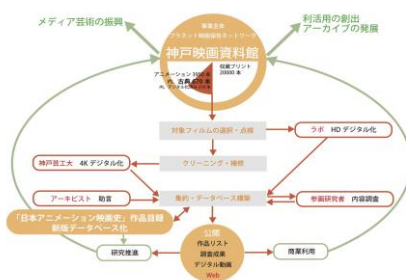 メディア芸術の振興
利活用の創出
アーカイブの発展
事業主体
プラネット映画保存ネットワーク
神戸映画資料館
収蔵プリント
20000 本
アニメーション
内、古典 570 本
対象フィルムの選択・点検
ラボ HD デジタル化
神戸芸工大 4K デジタル化
クリーニング・補修
アーキビスト 助言
集約・データベース構築
参画研究者 内容調査
「日本アニメーション映画史」作品目録
新版データベース化
公開
作品リスト
調査成果
デジタル動画
Web
研究推進
商業利用